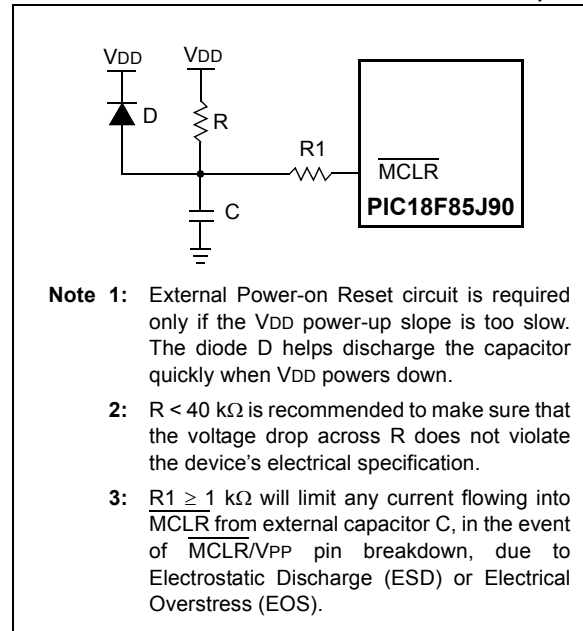 VDD VDD
D
R
R1
MCLR
PIC18F85J90
C
Note 1: External Power-on Reset circuit is required
only if the VDD power-up slope is too slow.
The diode D helps discharge the capacitor
quickly when VDD powers down.
2: R < 40 kΩ is recommended to make sure that
the voltage drop across R does not violate
the device's electrical specification.
3: R1 ≥ 1 kΩ will limit any current flowing into
MCLR from external capacitor C, in the event
of MCLR/VPP pin breakdown, due to
Electrostatic Discharge (ESD) or Electrical
Overstress (EOS).